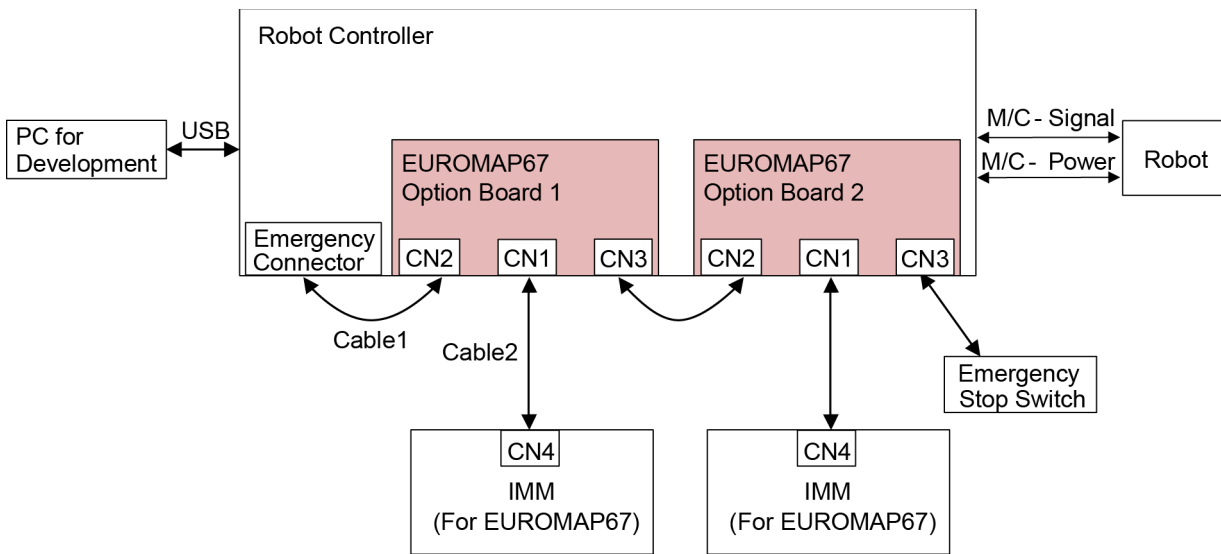 Robot Controller
PC for
Development
USB
EUROMAP67
Option Board 1
EUROMAP67
Option Board 2
M/C - Signal
M/C - Power
Robot
Emergency
Connector
CN2
CN1
CN3
CN2
CN1
CN3
Cable1
Cable2
Emergency
Stop Switch
CN4
IMM
(For EUROMAP67)
CN4
IMM
(For EUROMAP67)